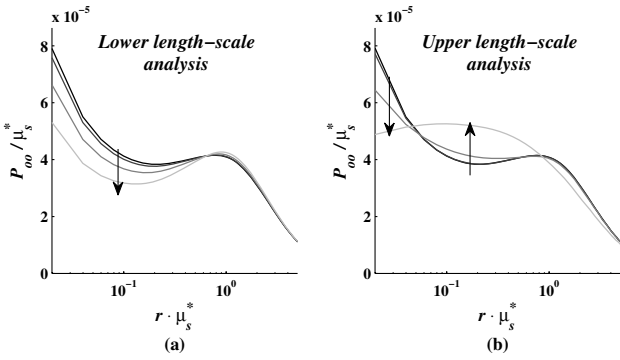 x 10⁻⁵
8
6
4
2
0
P_oo / μ_s^*
Lower length−scale
analysis
10⁻¹
10⁰
r · μ_s^*
(a)
x 10⁻⁵
8
6
4
2
0
P_oo / μ_s^*
Upper length−scale
analysis
10⁻¹
10⁰
r · μ_s^*
(b)